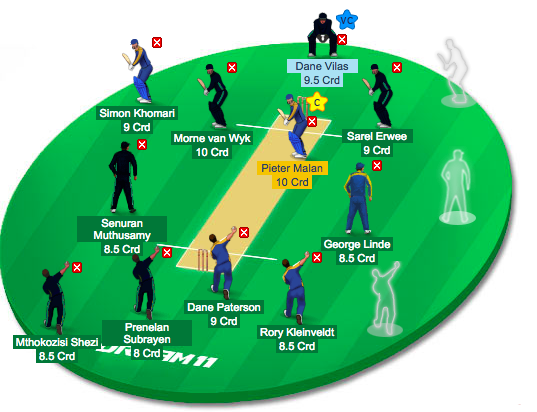 VC
Dane Vilas
9.5 Crd
Simon Khomari
9 Crd
Morne van Wyk
10 Crd
C
Sarel Erwee
9 Crd
Pieter Malan
10 Crd
Senuran
Muthusamy
8.5 Crd
George Linde
8.5 Crd
Dane Paterson
9 Crd
Prenelan
Subrayen
8 Crd
Rory Kleinveldt
8.5 Crd
Mthokozisi Shezi
8.5 Crd